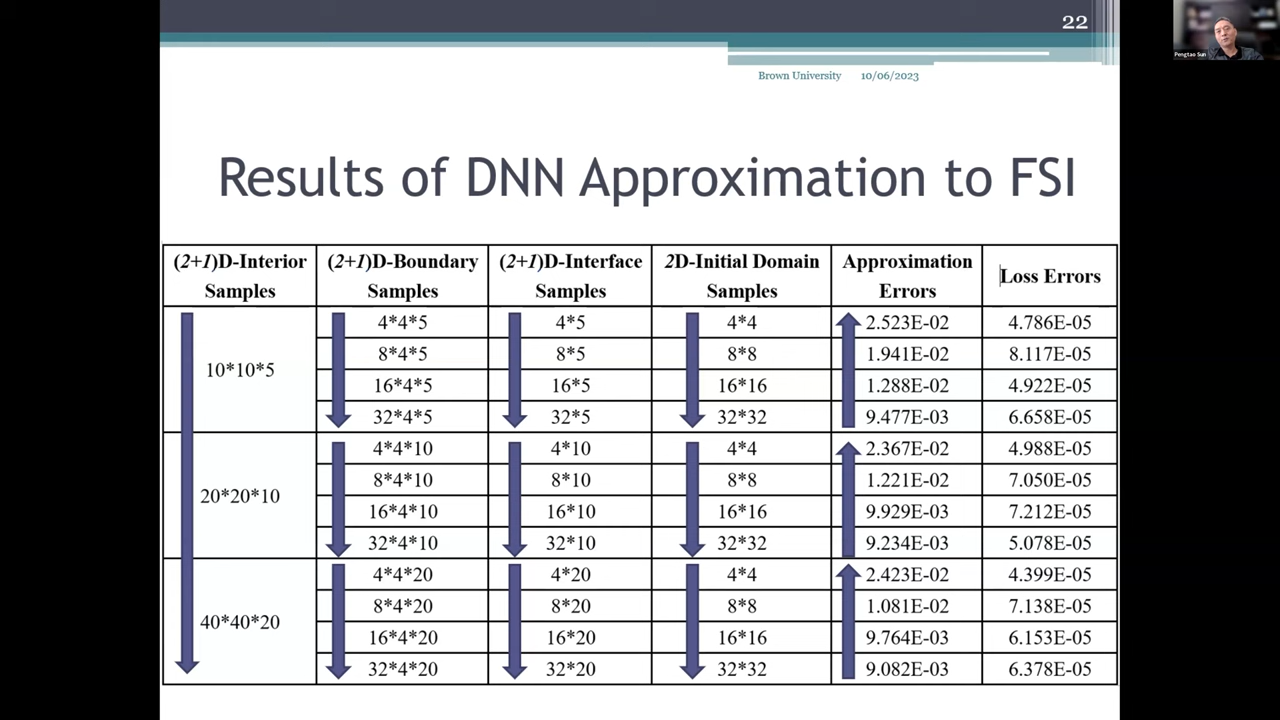 22
Pengtao Sun
Brown University 10/06/2023
Results of DNN Approximation to FSI
(2+1)D-Interior Samples (2+1)D-Boundary Samples (2+1)D-Interface Samples 2D-Initial Domain Samples Approximation Errors Loss Errors
10*10*5 4*4*5 4*5 4*4 2.523E-02 4.786E-05
8*4*5 8*5 8*8 1.941E-02 8.117E-05
16*4*5 16*5 16*16 1.288E-02 4.922E-05
32*4*5 32*5 32*32 9.477E-03 6.658E-05
20*20*10 4*4*10 4*10 4*4 2.367E-02 4.988E-05
8*4*10 8*10 8*8 1.221E-02 7.050E-05
16*4*10 16*10 16*16 9.929E-03 7.212E-05
32*4*10 32*10 32*32 9.234E-03 5.078E-05
40*40*20 4*4*20 4*20 4*4 2.423E-02 4.399E-05
8*4*20 8*20 8*8 1.081E-02 7.138E-05
16*4*20 16*20 16*16 9.764E-03 6.153E-05
32*4*20 32*20 32*32 9.082E-03 6.378E-05